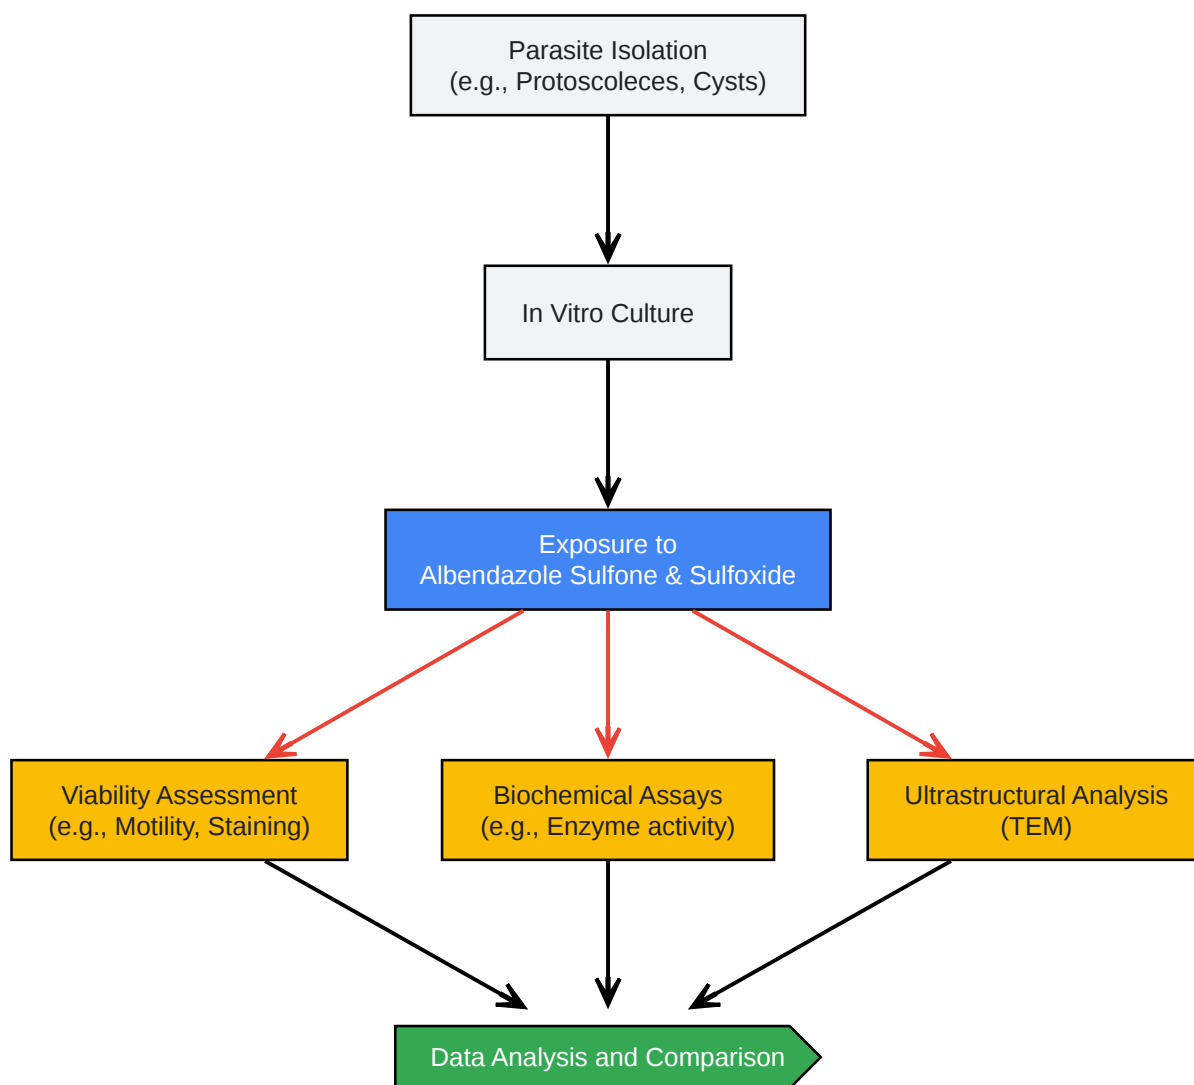 Parasite Isolation
(e.g., Protoscoleces, Cysts)
In Vitro Culture
Exposure to
Albendazole Sulfone & Sulfoxide
Viability Assessment
(e.g., Motility, Staining)
Biochemical Assays
(e.g., Enzyme activity)
Ultrastructural Analysis
(TEM)
Data Analysis and Comparison